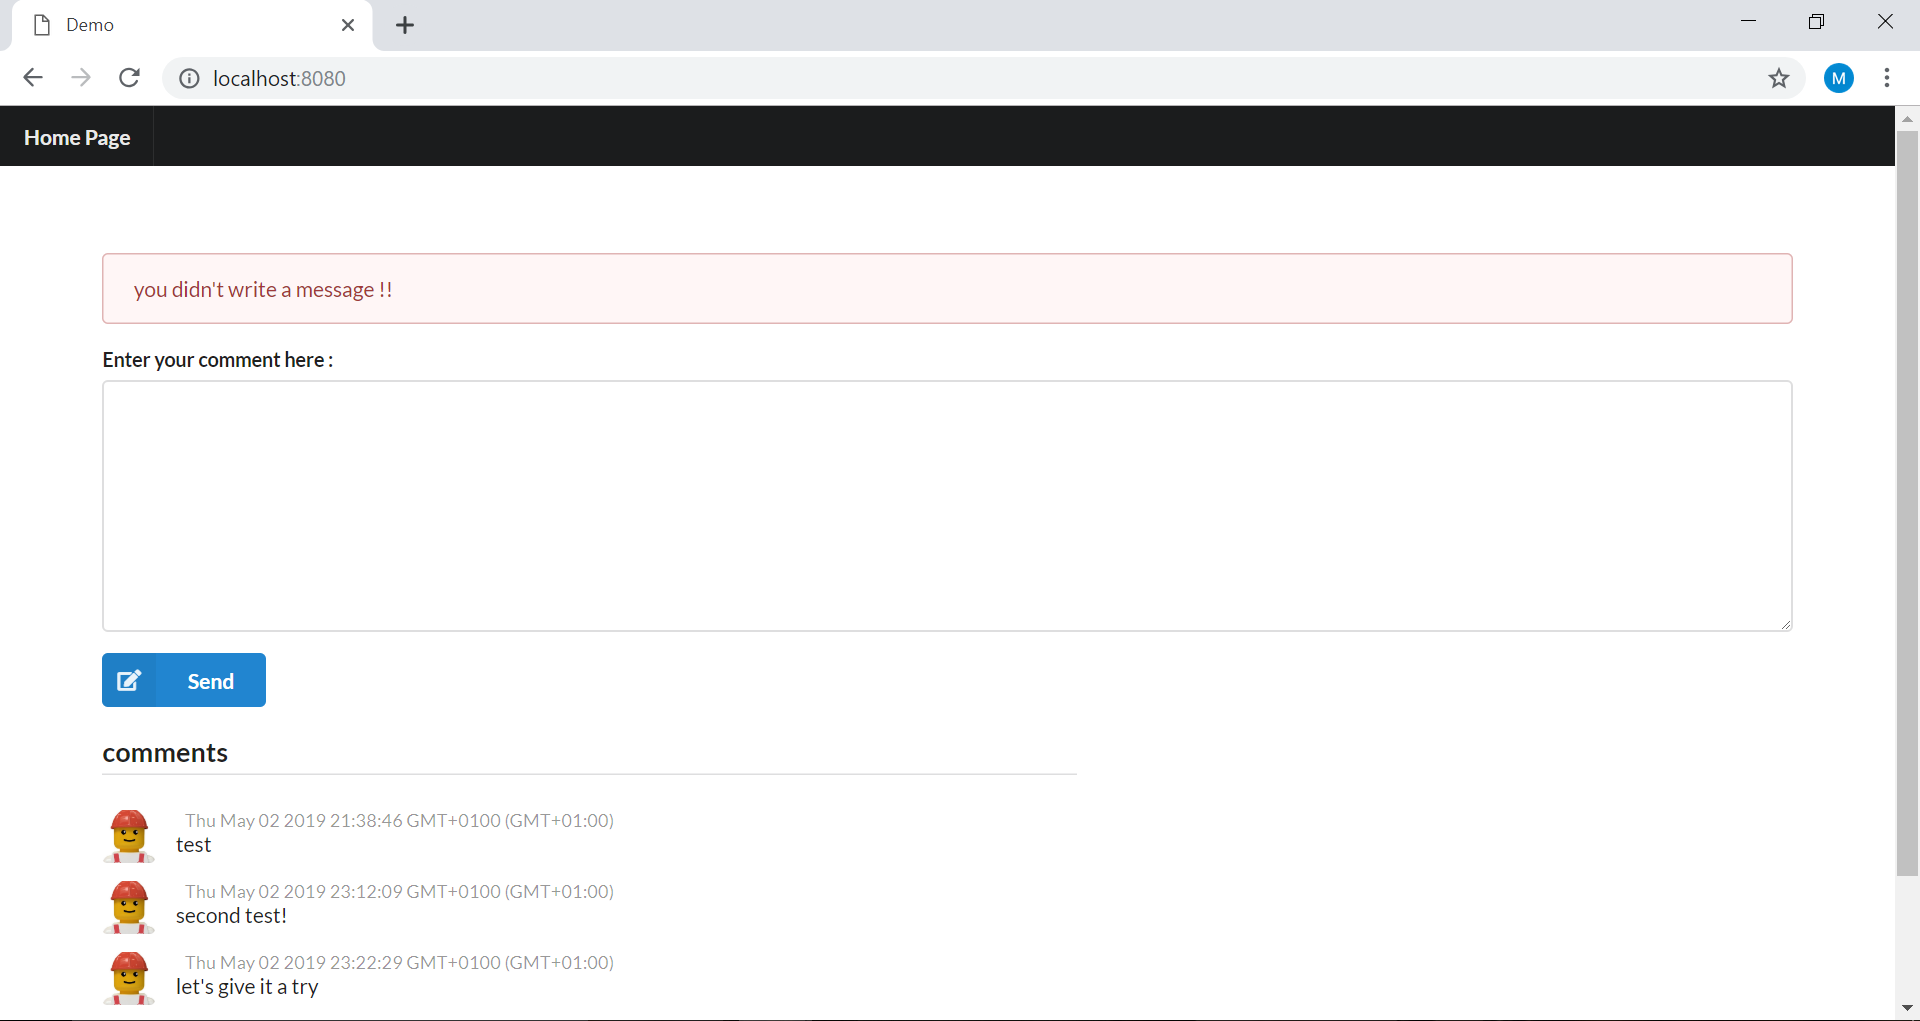 Demo
localhost:8080
M
Home Page
you didn't write a message !!
Enter your comment here :
Send
comments
Thu May 02 2019 21:38:46 GMT+0100 (GMT+01:00)
test
Thu May 02 2019 23:12:09 GMT+0100 (GMT+01:00)
second test!
Thu May 02 2019 23:22:29 GMT+0100 (GMT+01:00)
let's give it a try